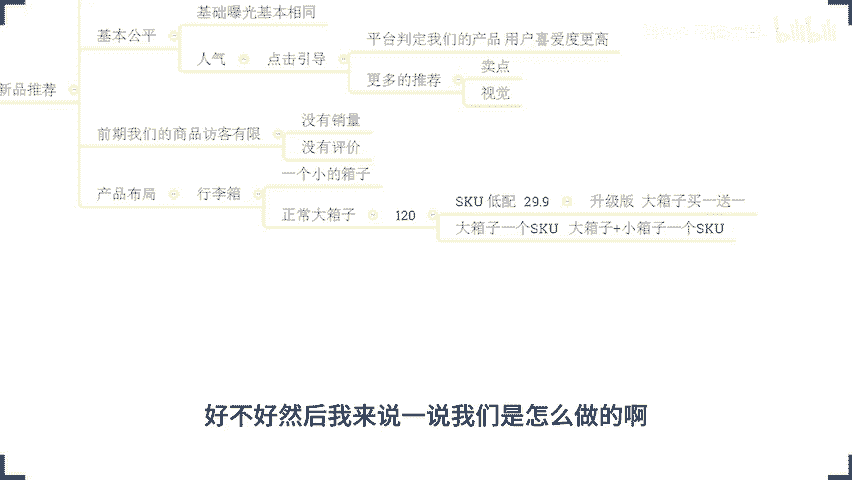 基础曝光基本相同
基本公平
人气 点击引导
平台判定我们的产品 用户喜爱度更高
更多的推荐
卖点
视觉
新品推荐
前期我们的商品访客有限
没有销量
没有评价
产品布局 行李箱
一个小的箱子
正常大箱子 120
SKU 低配 29.9 升级版 大箱子买一送一
大箱子一个SKU 大箱子+小箱子一个SKU
好不好然后我来说一说我们是怎么做的啊
bilibili